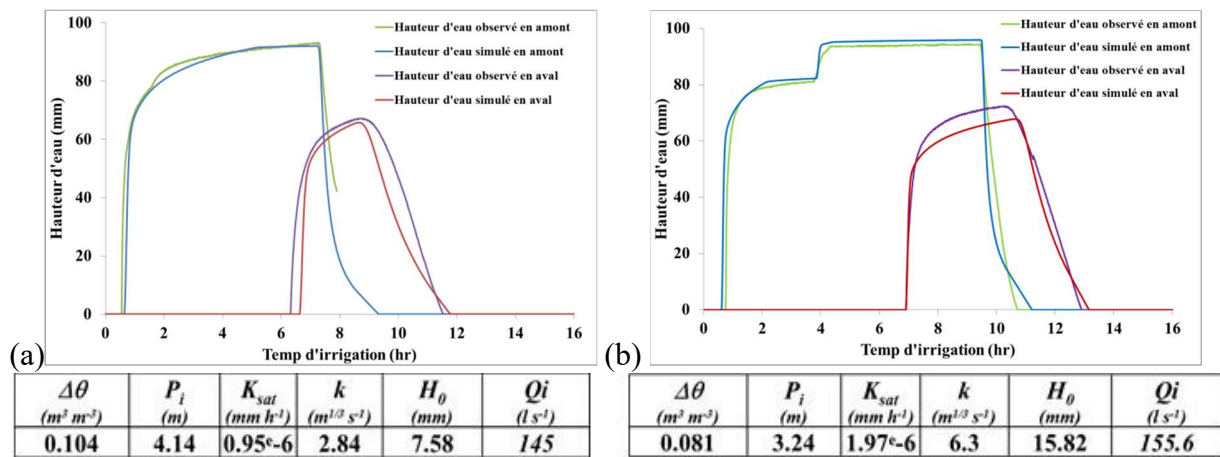 100
80
60
40
20
0
Hauteur d'eau (mm)
0 2 4 6 8 10 12 14 16
Temp d'irrigation (hr)
Hauteur d'eau observé en amont
Hauteur d'eau simulé en amont
Hauteur d'eau observé en aval
Hauteur d'eau simulé en aval
(a)
Δθ P_i K_sat k H_0 Qi
(m³ m⁻³) (m) (mm h⁻¹) (m^1/3 s⁻¹) (mm) (l s⁻¹)
0.104 4.14 0.95ᵉ-6 2.84 7.58 145
100
80
60
40
20
0
Hauteur d'eau (mm)
0 2 4 6 8 10 12 14 16
Temp d'irrigation (hr)
Hauteur d'eau observé en amont
Hauteur d'eau simulé en amont
Hauteur d'eau observé en aval
Hauteur d'eau simulé en aval
(b)
Δθ P_i K_sat k H_0 Qi
(m³ m⁻³) (m) (mm h⁻¹) (m^1/3 s⁻¹) (mm) (l s⁻¹)
0.081 3.24 1.97ᵉ-6 6.3 15.82 155.6